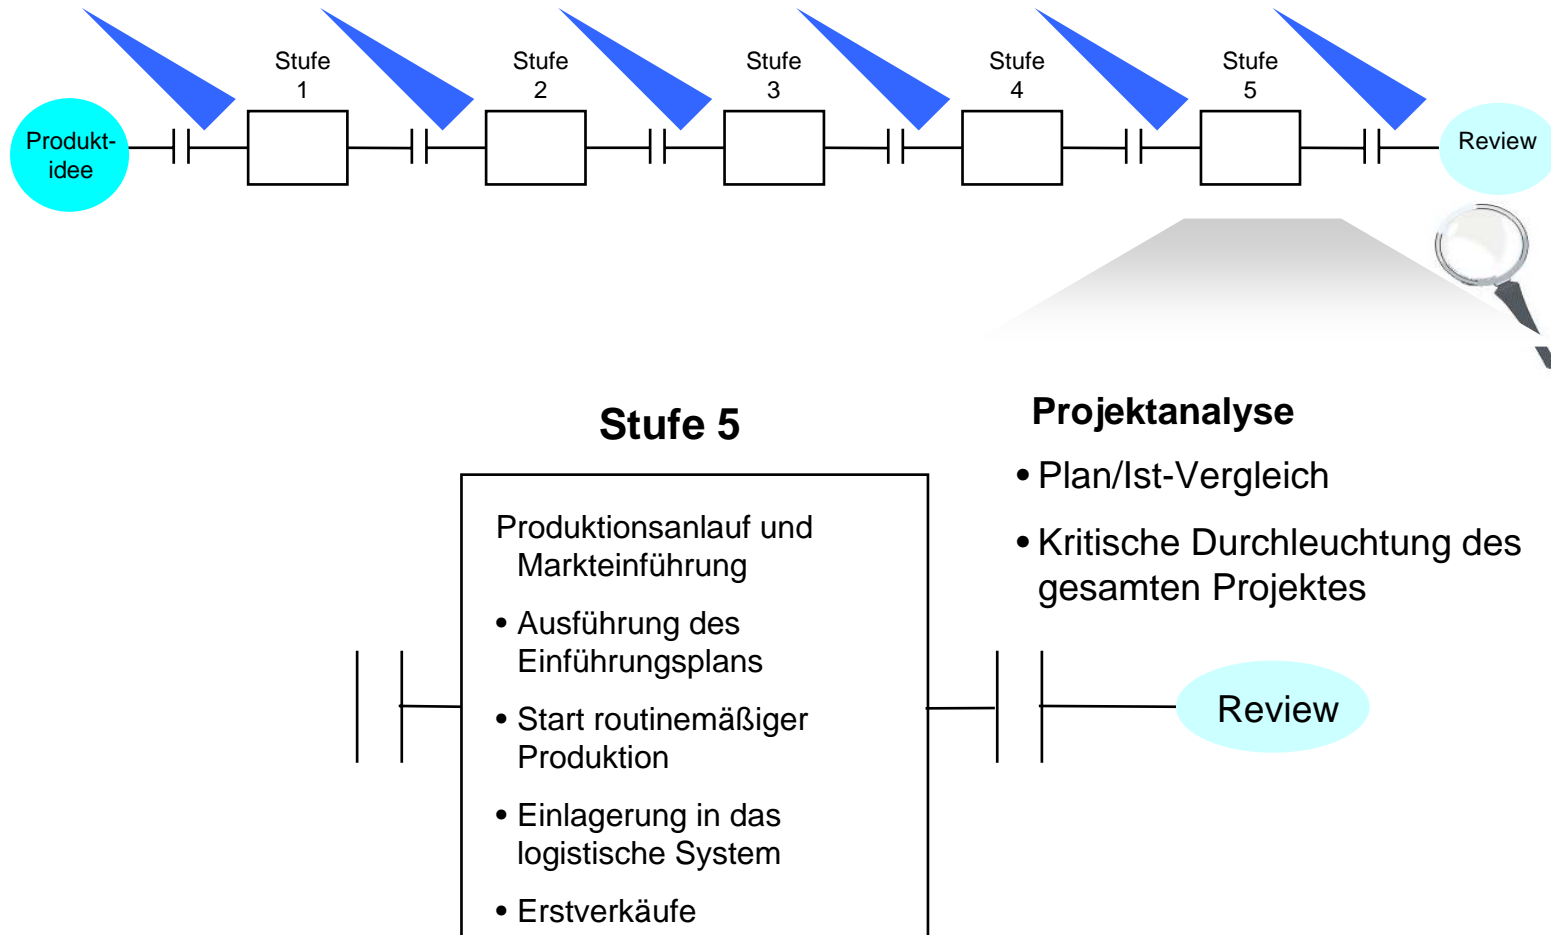 Stufe
1
Stufe
2
Stufe
3
Stufe
4
Stufe
5
Produkt-
idee
Review
Stufe 5
Produktionsanlauf und
Markteinführung
• Ausführung des
Einführungsplans
• Start routinemäßiger
Produktion
• Einlagerung in das
logistische System
• Erstverkäufe
Projektanalyse
• Plan/Ist-Vergleich
• Kritische Durchleuchtung des
gesamten Projektes
Review